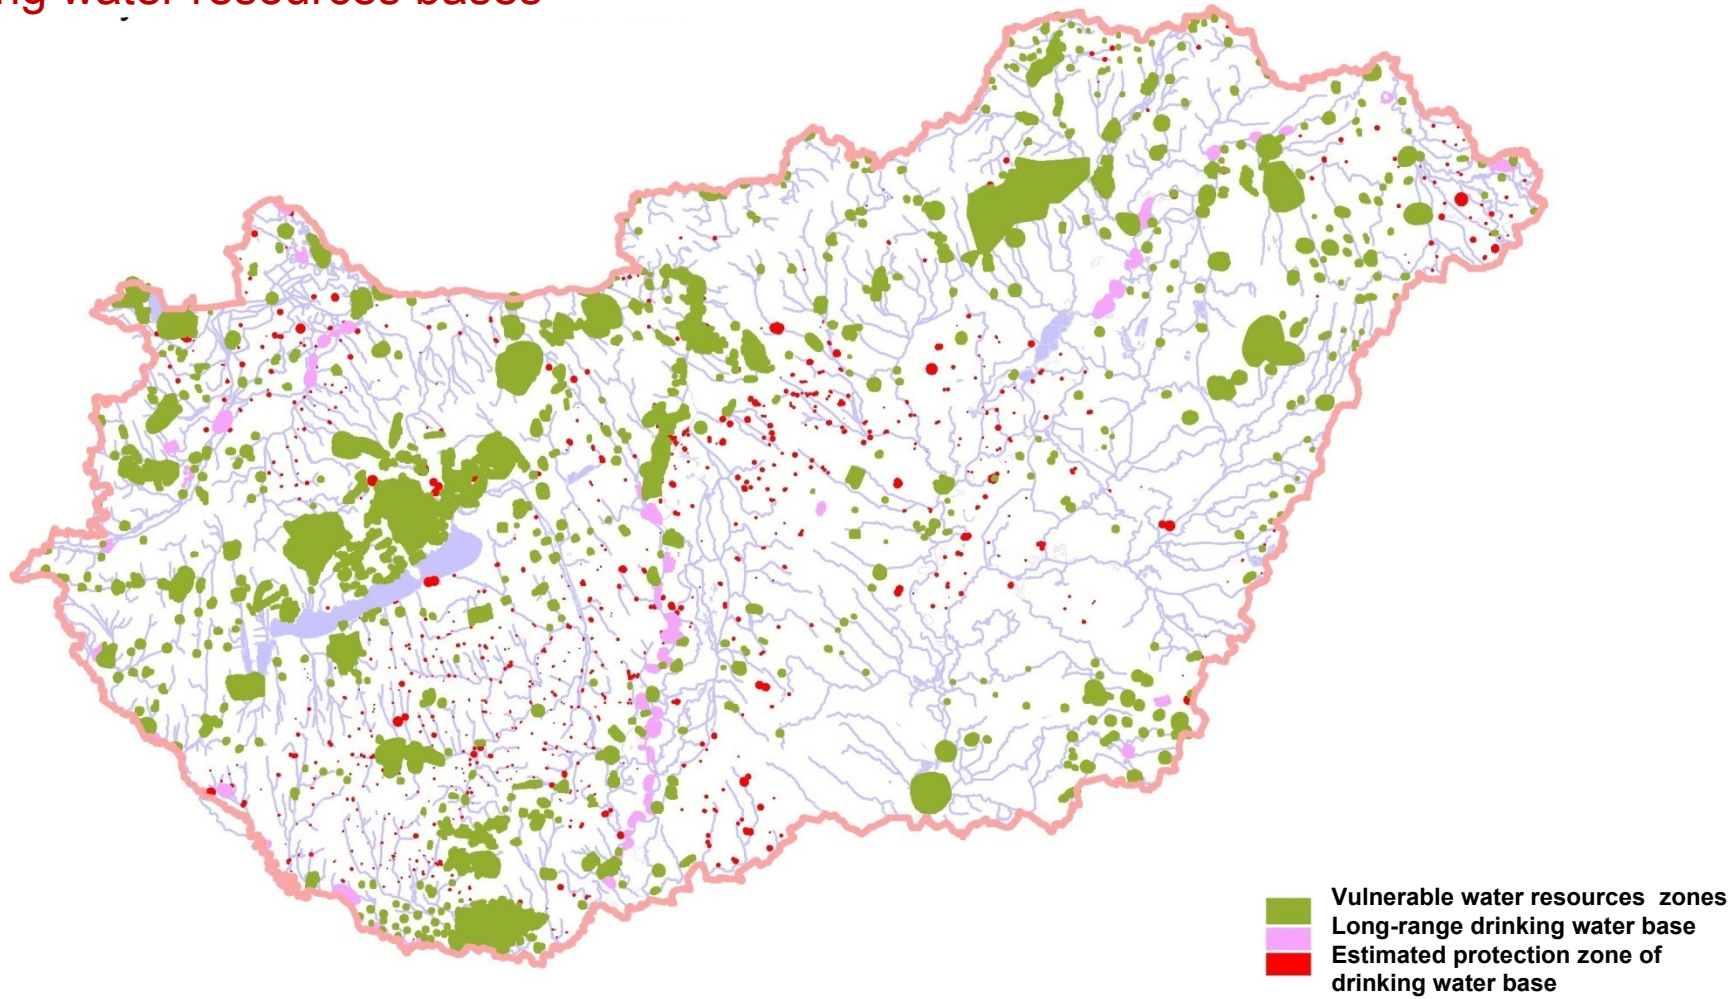 water resources bases
Vulnerable water resources zones
Long-range drinking water base
Estimated protection zone of
drinking water base